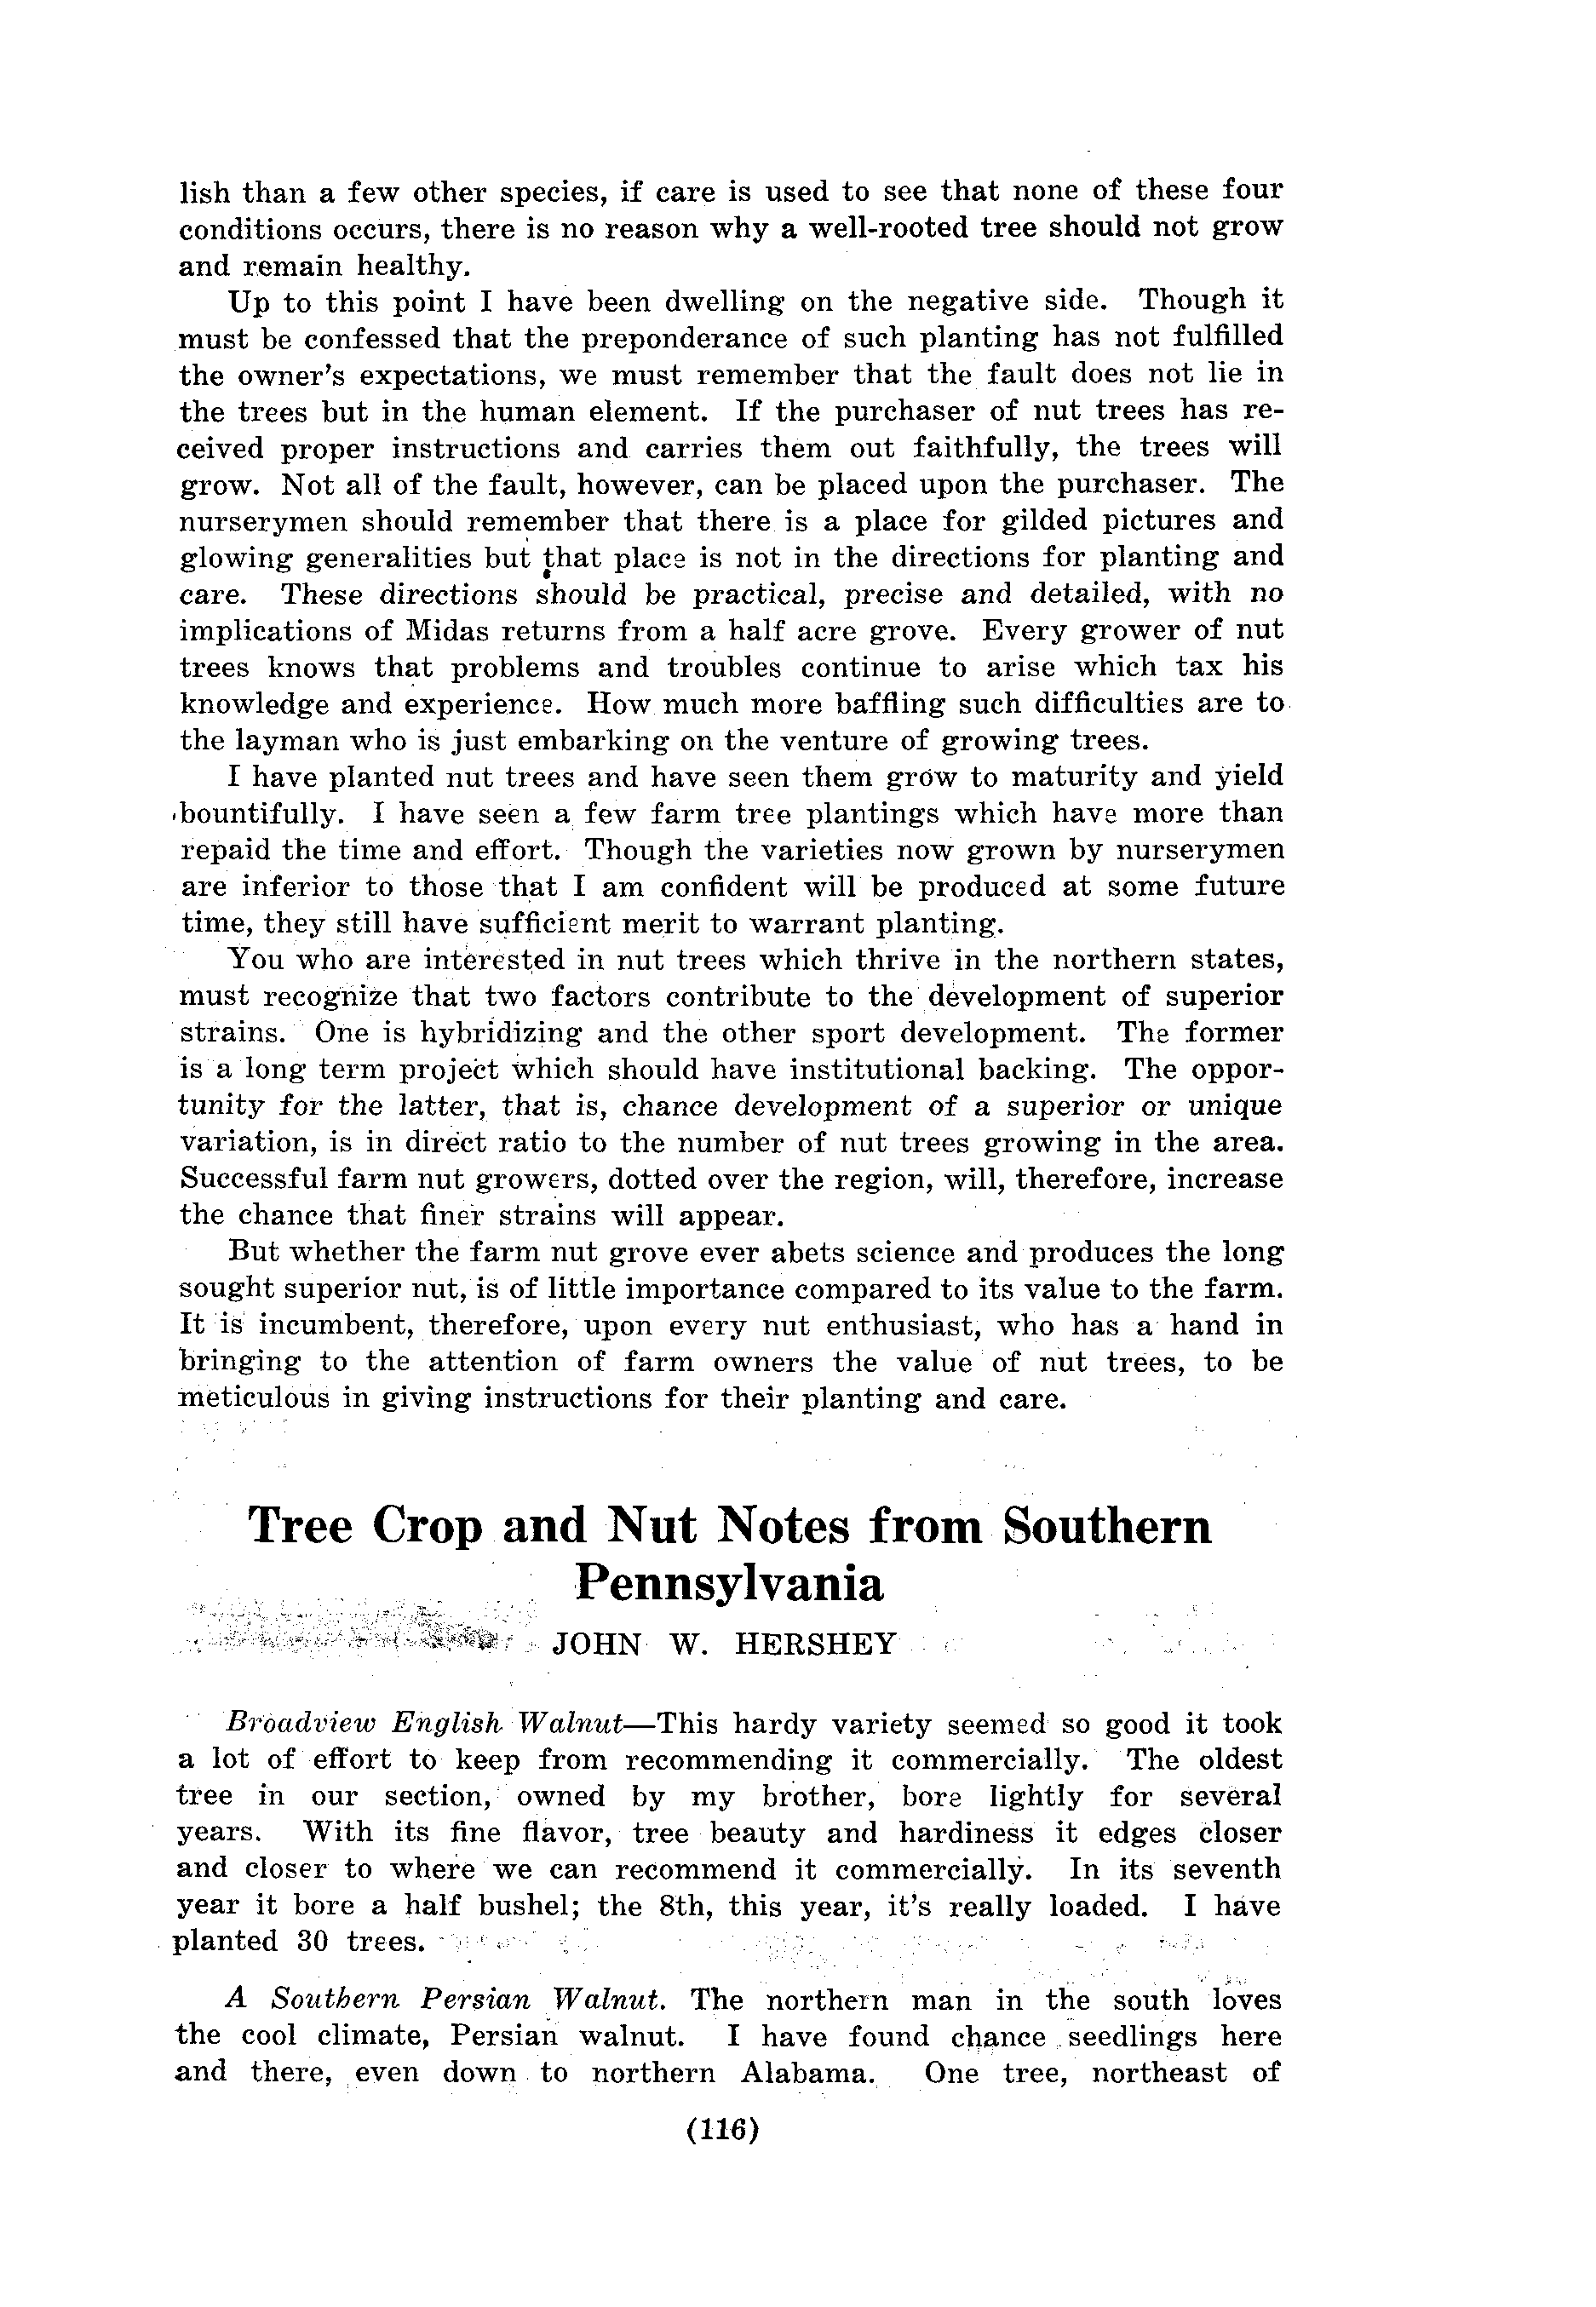 lish than a few other species, if care is used to see that none of these four
conditions occurs, there is no reason why a well-rooted tree should not grow
and remain healthy.
Up to this point I have been dwelling on the negative side. Though it
must be confessed that the preponderance of such planting has not fulfilled
the owner's expectations, we must remember that the fault does not lie in
the trees but in the human element. If the purchaser of nut trees has re-
ceived proper instructions and carries them out faithfully, the trees will
grow. Not all of the fault, however, can be placed upon the purchaser. The
nurserymen should remember that there is a place for gilded pictures and
glowing generalities but that place is not in the directions for planting and
care. These directions should be practical, precise and detailed, with no
implications of Midas returns from a half acre grove. Every grower of nut
trees knows that problems and troubles continue to arise which tax his
knowledge and experience. How much more baffling such difficulties are to
the layman who is just embarking on the venture of growing trees.
I have planted nut trees and have seen them grow to maturity and yield
bountifully. I have seen a few farm tree plantings which have more than
repaid the time and effort. Though the varieties now grown by nurserymen
are inferior to those that I am confident will be produced at some future
time, they still have sufficient merit to warrant planting.
You who are interested in nut trees which thrive in the northern states,
must recognize that two factors contribute to the development of superior
strains. One is hybridizing and the other sport development. The former
is a long term project which should have institutional backing. The oppor-
tunity for the latter, that is, chance development of a superior or unique
variation, is in direct ratio to the number of nut trees growing in the area.
Successful farm nut growers, dotted over the region, will, therefore, increase
the chance that finer strains will appear.
But whether the farm nut grove ever abets science and produces the long
sought superior nut, is of little importance compared to its value to the farm.
It is incumbent, therefore, upon every nut enthusiast, who has a hand in
bringing to the attention of farm owners the value of nut trees, to be
meticulous in giving instructions for their planting and care.
Tree Crop and Nut Notes from Southern
Pennsylvania
JOHN W. HERSHEY
Broadview English Walnut—This hardy variety seemed so good it took
a lot of effort to keep from recommending it commercially. The oldest
tree in our section, owned by my brother, bore lightly for several
years. With its fine flavor, tree beauty and hardiness it edges closer
and closer to where we can recommend it commercially. In its seventh
year it bore a half bushel; the 8th, this year, it's really loaded. I have
planted 30 trees.
A Southern Persian Walnut. The northern man in the south loves
the cool climate, Persian walnut. I have found chance seedlings here
and there, even down to northern Alabama. One tree, northeast of
(116)